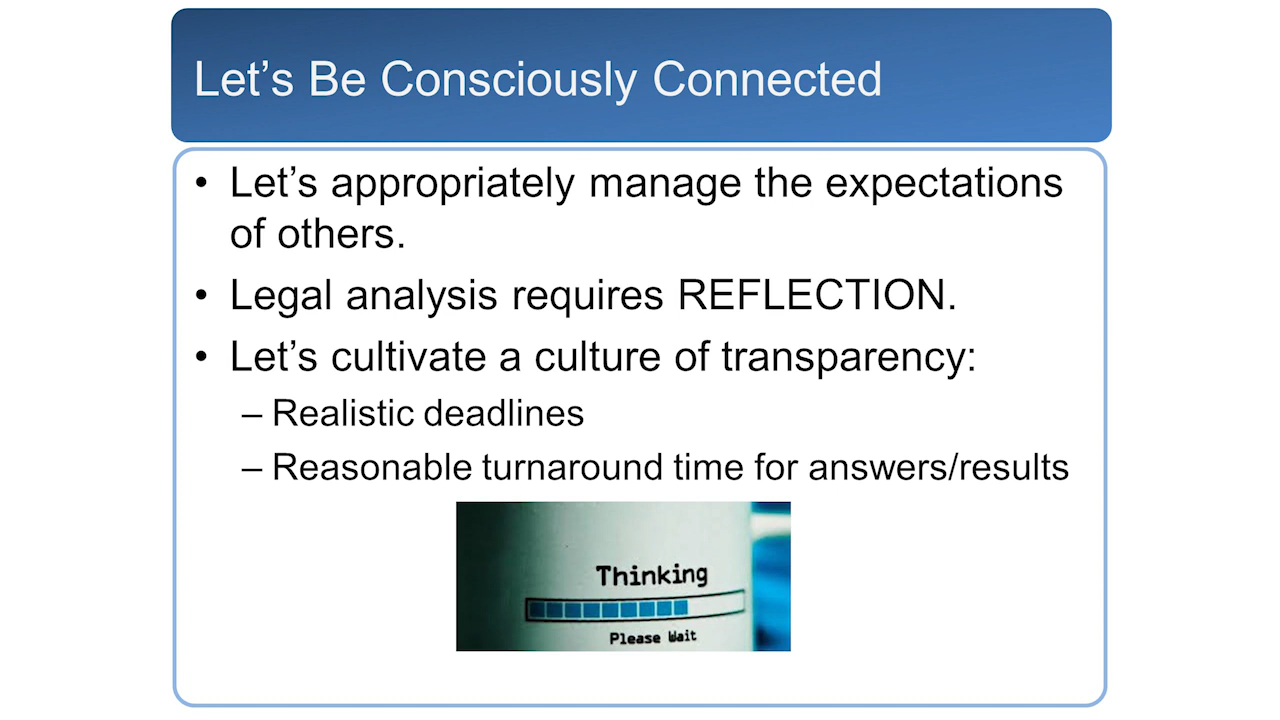 Let’s Be Consciously Connected
• Let’s appropriately manage the expectations
of others.
• Legal analysis requires REFLECTION.
• Let’s cultivate a culture of transparency:
– Realistic deadlines
– Reasonable turnaround time for answers/results
Thinking
Please Wait